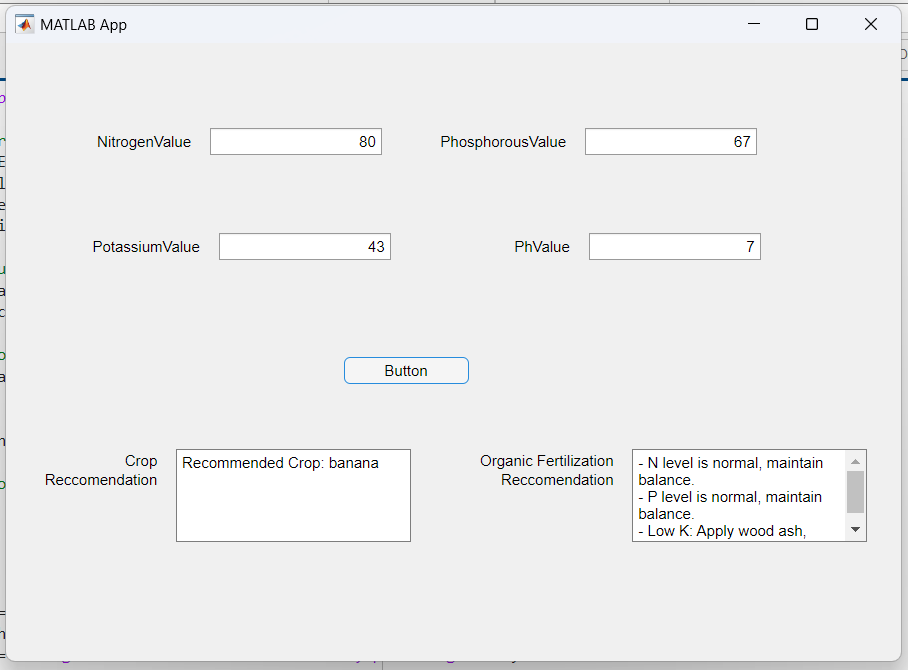 MATLAB App
NitrogenValue 80 PhosphorousValue 67
PotassiumValue 43 PhValue 7
Button
Crop
Reccomendation
Recommended Crop: banana
Organic Fertilization
Reccomendation
- N level is normal, maintain
balance.
- P level is normal, maintain
balance.
- Low K: Apply wood ash,